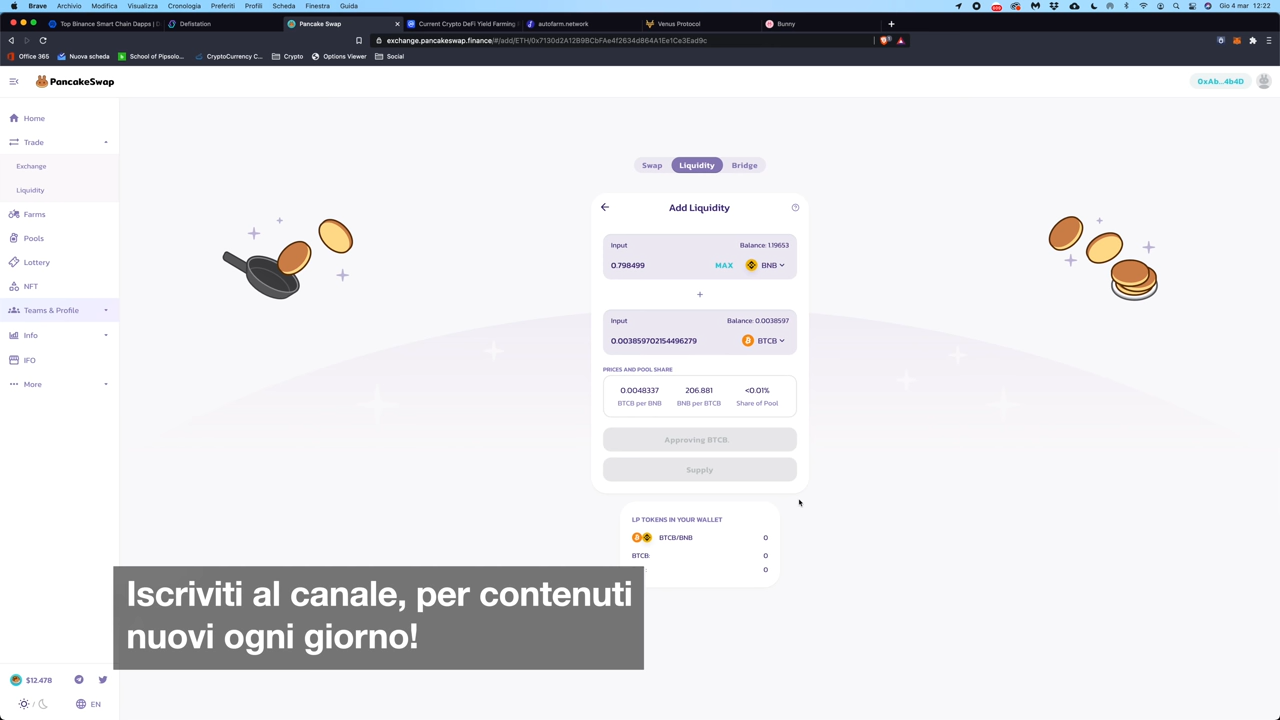 Brave Archivio Modifica Visualizza Cronologia Preferiti Profili Scheda Finestra Guida
Gio 4 mar 12:22
Top Binance Smart Chain Dapps | D
Defistation
Pancake Swap
Current Crypto DeFi Yield Farming
autofarm.network
Venus Protocol
Bunny
exchange.pancakeswap.finance/#/add/ETH/0x7130d2A12B9BCbFAe4f2634d864A1Ee1Ce3Ead9c
Office 365
Nuova scheda
School of Pipsolo...
CryptoCurrency C...
Crypto
Options Viewer
Social
PancakeSwap
0xAb...4b4D
Home
Trade
Exchange
Liquidity
Farms
Pools
Lottery
NFT
Teams & Profile
Info
IFO
More
$12.478
EN
Swap Liquidity Bridge
Add Liquidity
Input Balance: 1.19653
0.798499 MAX BNB
+
Input Balance: 0.0038597
0.003859702154496279 BTCB
PRICES AND POOL SHARE
0.0048337 206.881 <0.01%
BTCB per BNB BNB per BTCB Share of Pool
Approving BTCB.
Supply
LP TOKENS IN YOUR WALLET
BTCB/BNB 0
BTCB: 0
0
Iscriviti al canale, per contenuti
nuovi ogni giorno!